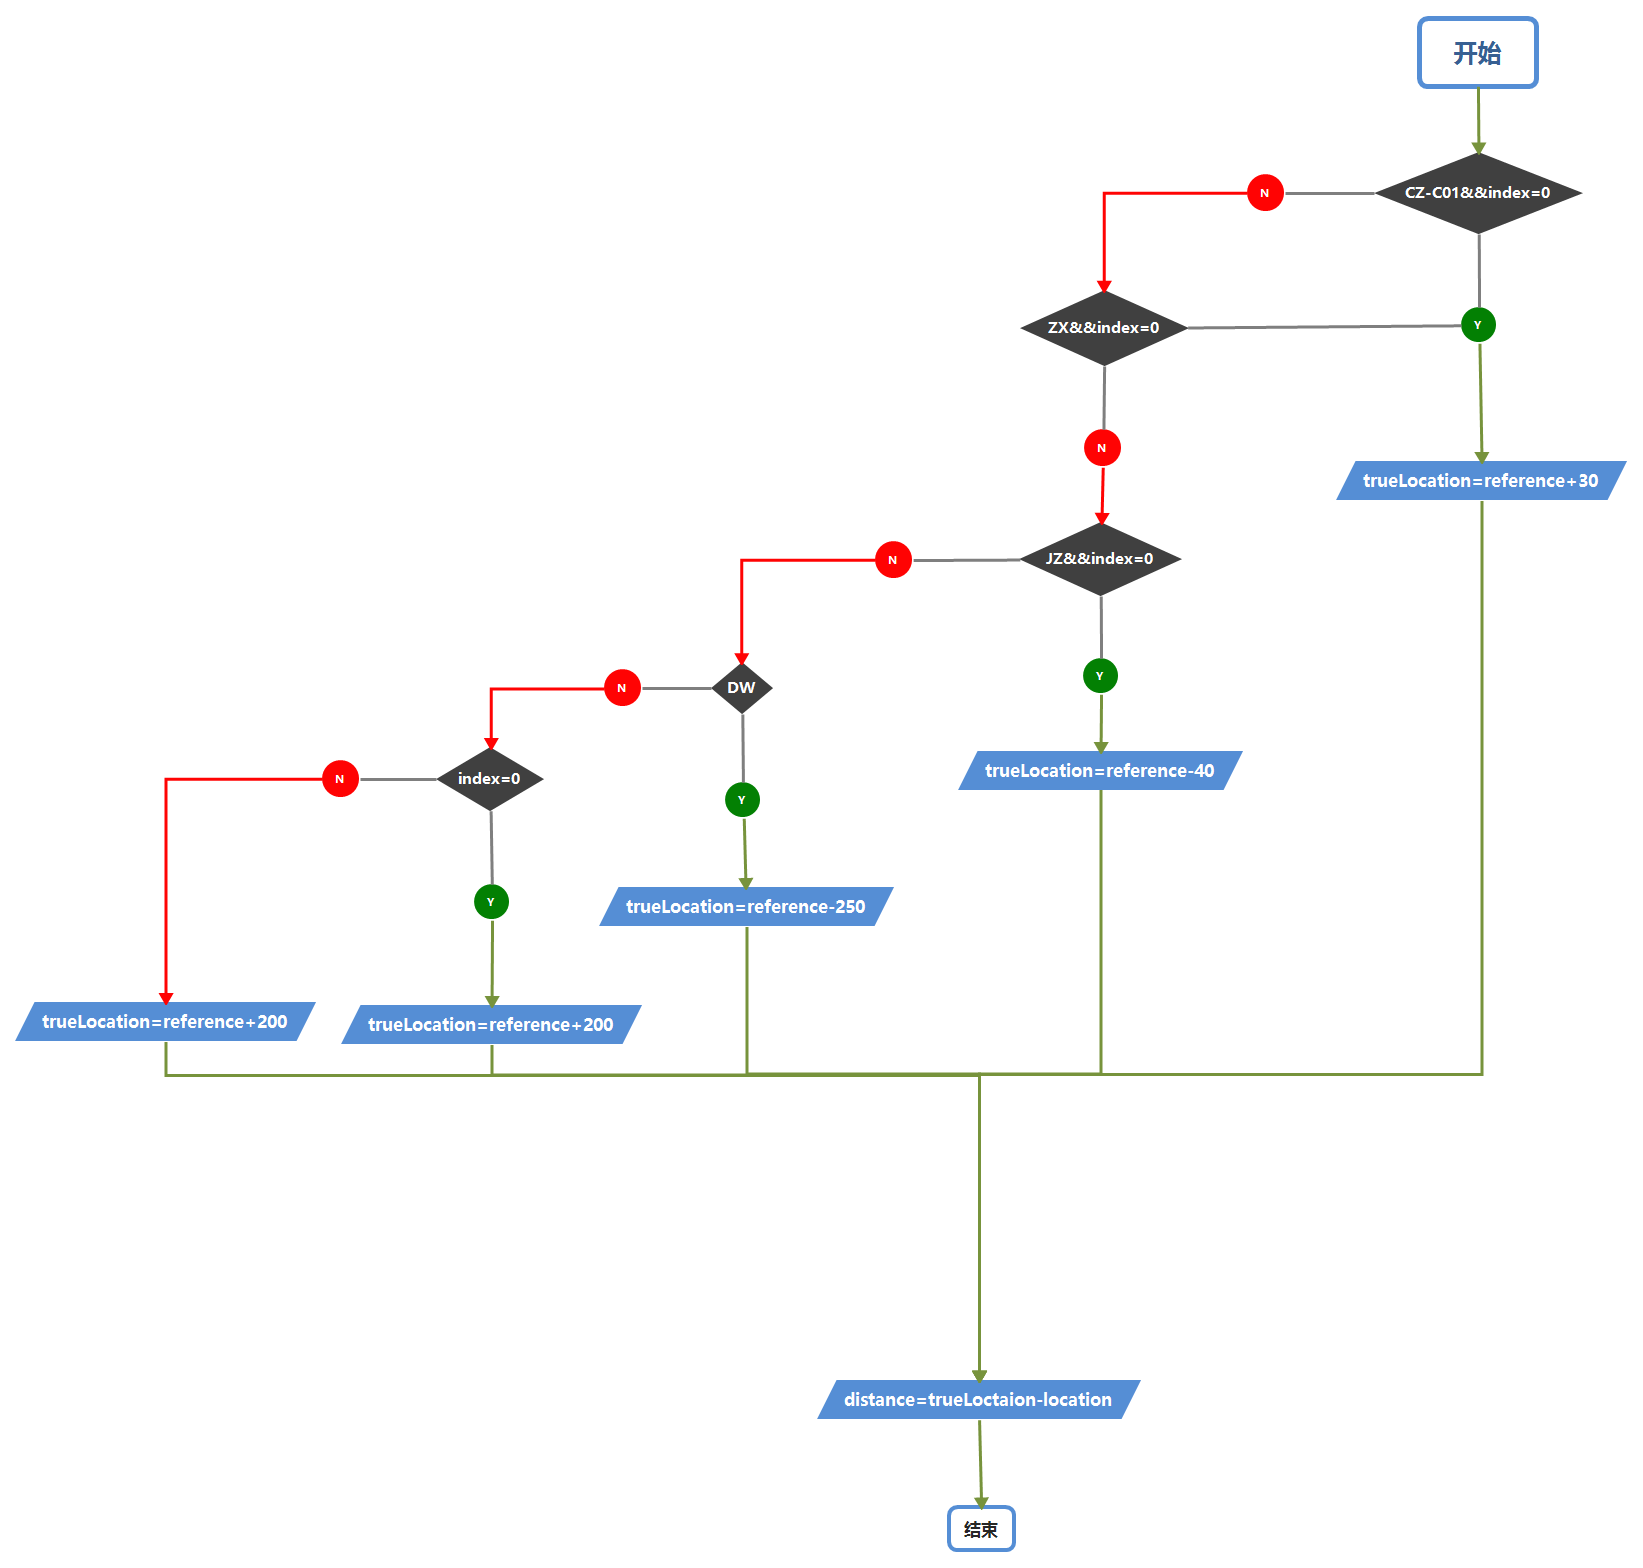 开始
CZ-C01&&index=0
N
ZX&&index=0
Y
N
trueLocation=reference+30
JZ&&index=0
N
Y
DW
N
trueLocation=reference-40
index=0
N
Y
Y
trueLocation=reference-250
trueLocation=reference+200
trueLocation=reference+200
distance=trueLoctaion-location
结束